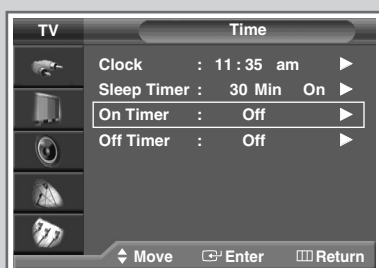 TV Time
Clock : 11 : 35 am
Sleep Timer : 30 Min On
On Timer : Off
Off Timer : Off
Move Enter Return